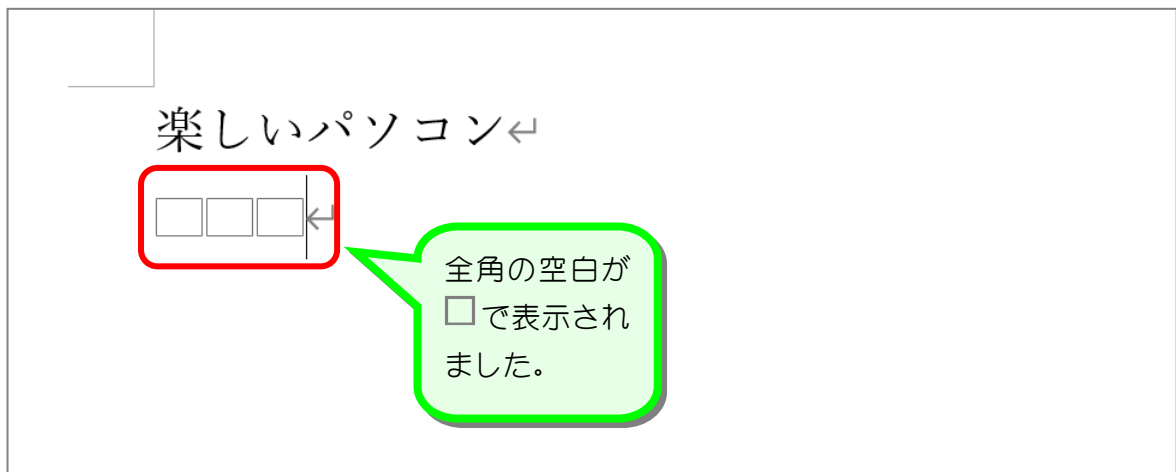 楽しいパソコン↵
□□□↵
全角の空白が
□で表示され
ました。